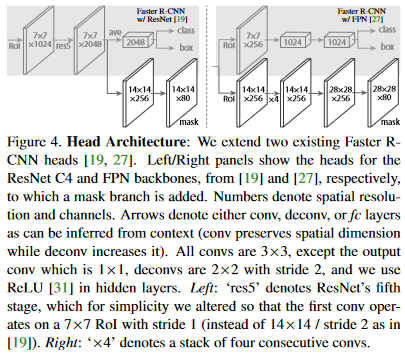 Faster R-CNN
w/ ResNet [19]
Faster R-CNN
w/ FPN [27]
RoI
7×7
×1024
res5
7×7
×2048
ave
2048
class
box
14×14
×256
14×14
×80
mask
RoI
7×7
×256
1024
1024
class
box
RoI
14×14
×256
×4
14×14
×256
28×28
×256
28×28
×80
mask
Figure 4. Head Architecture: We extend two existing Faster R-
CNN heads [19, 27]. Left/Right panels show the heads for the
ResNet C4 and FPN backbones, from [19] and [27], respectively,
to which a mask branch is added. Numbers denote spatial resolu-
tion and channels. Arrows denote either conv, deconv, or fc layers
as can be inferred from context (conv preserves spatial dimension
while deconv increases it). All convs are 3×3, except the output
conv which is 1×1, deconvs are 2×2 with stride 2, and we use
ReLU [31] in hidden layers. Left: ‘res5’ denotes ResNet’s fifth
stage, which for simplicity we altered so that the first conv oper-
ates on a 7×7 RoI with stride 1 (instead of 14×14 / stride 2 as in
[19]). Right: ‘×4’ denotes a stack of four consecutive convs.